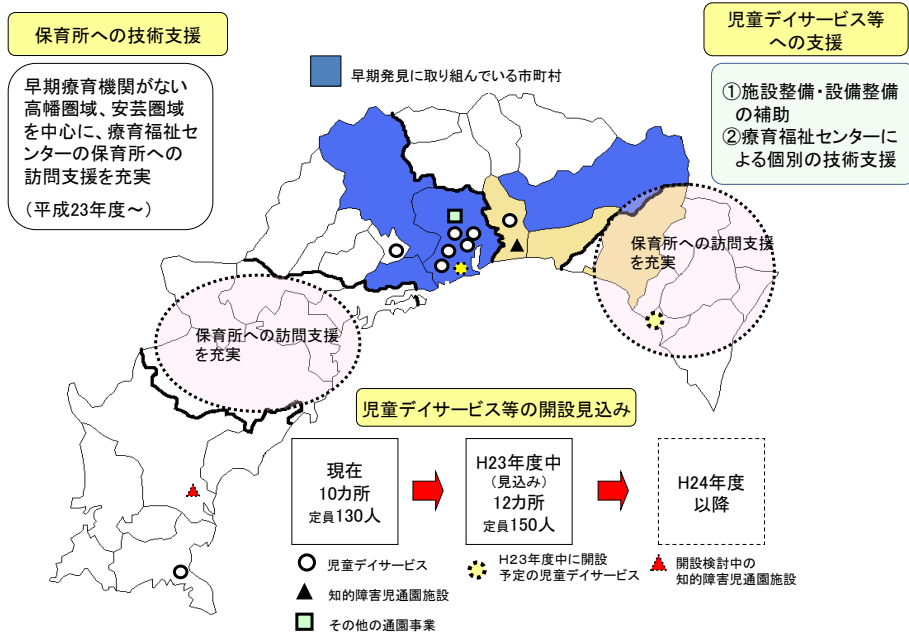 保育所への技術支援
早期療育機関がない
高幡圏域、安芸圏域
を中心に、療育福祉セ
ンターの保育所への
訪問支援を充実
(平成23年度～)
早期発見に取り組んでいる市町村
児童デイサービス等
への支援
①施設整備・設備整備
の補助
②療育福祉センターに
よる個別の技術支援
保育所への訪問支援
を充実
保育所への訪問支援
を充実
児童デイサービス等の開設見込み
現在
10カ所
定員130人
H23年度中
(見込み)
12カ所
定員150人
H24年度
以降
児童デイサービス
知的障害児通園施設
その他の通園事業
H23年度中に開設
予定の児童デイサービス
開設検討中の
知的障害児通園施設